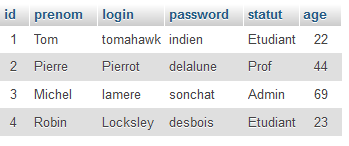 id prenom login password statut age
1 Tom tomahawk indien Etudiant 22
2 Pierre Pierrot delalune Prof 44
3 Michel lamere sonchat Admin 69
4 Robin Locksley desbois Etudiant 23